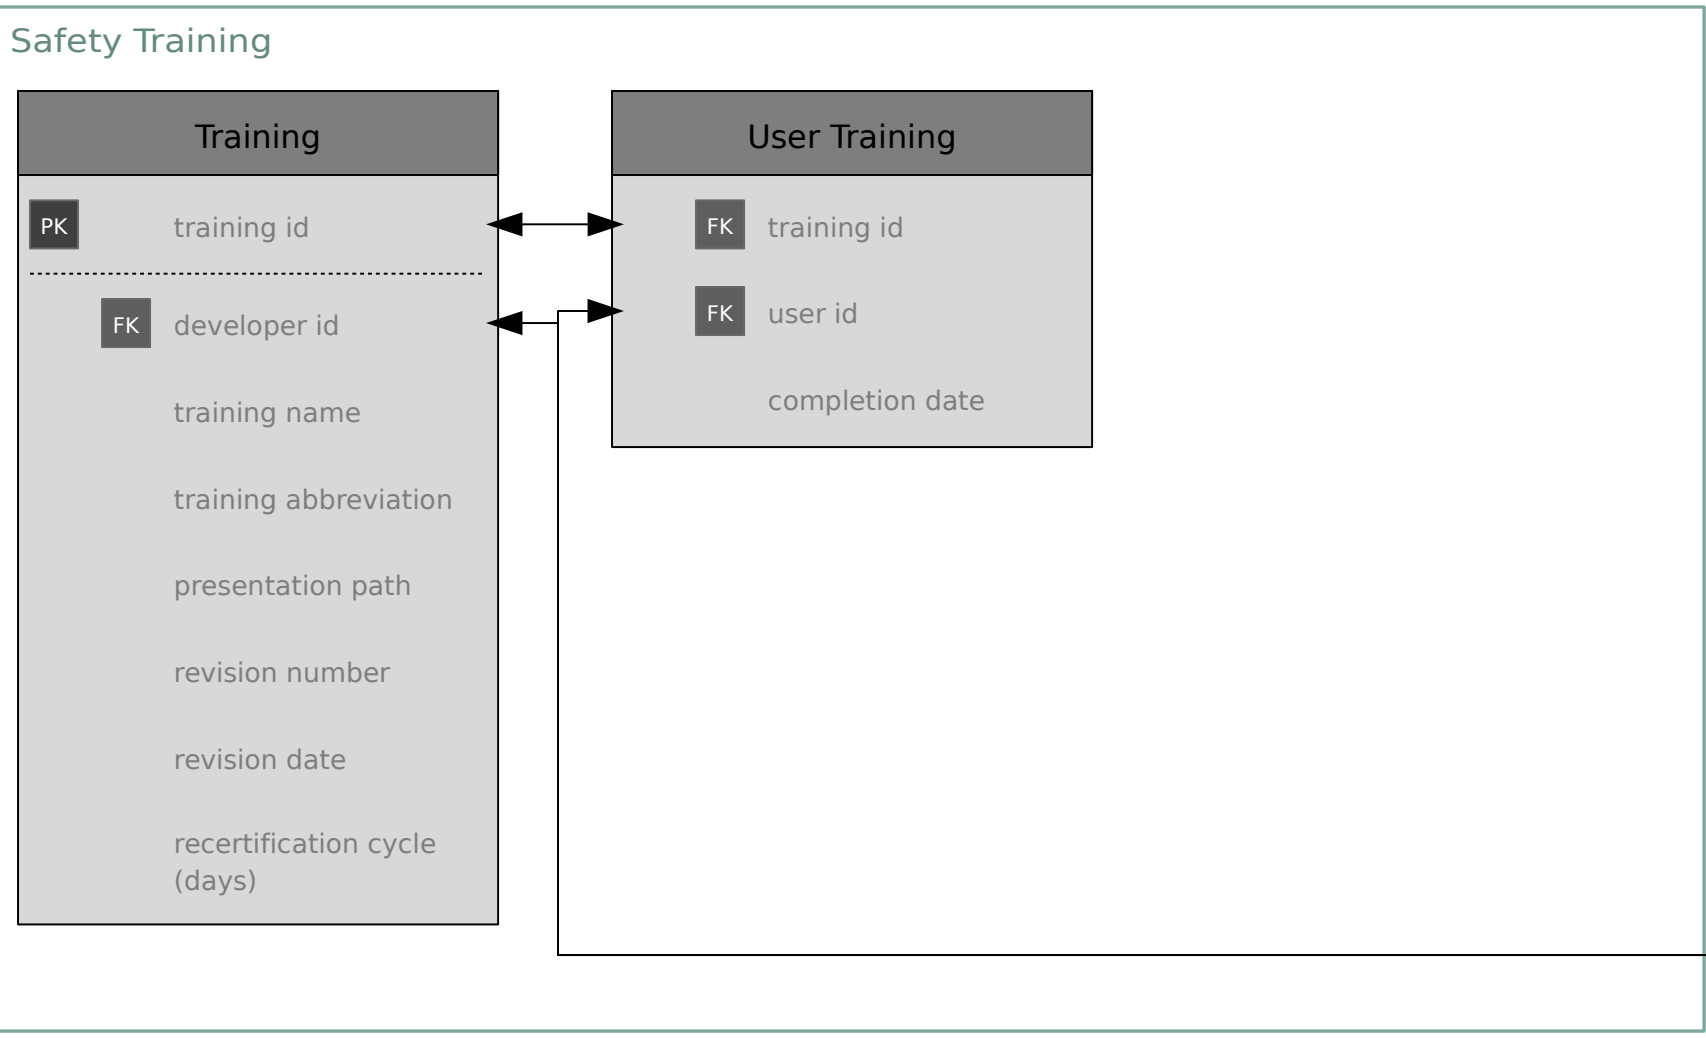 Safety Training
Training
PK training id
FK developer id
training name
training abbreviation
presentation path
revision number
revision date
recertification cycle
(days)
User Training
FK training id
FK user id
completion date